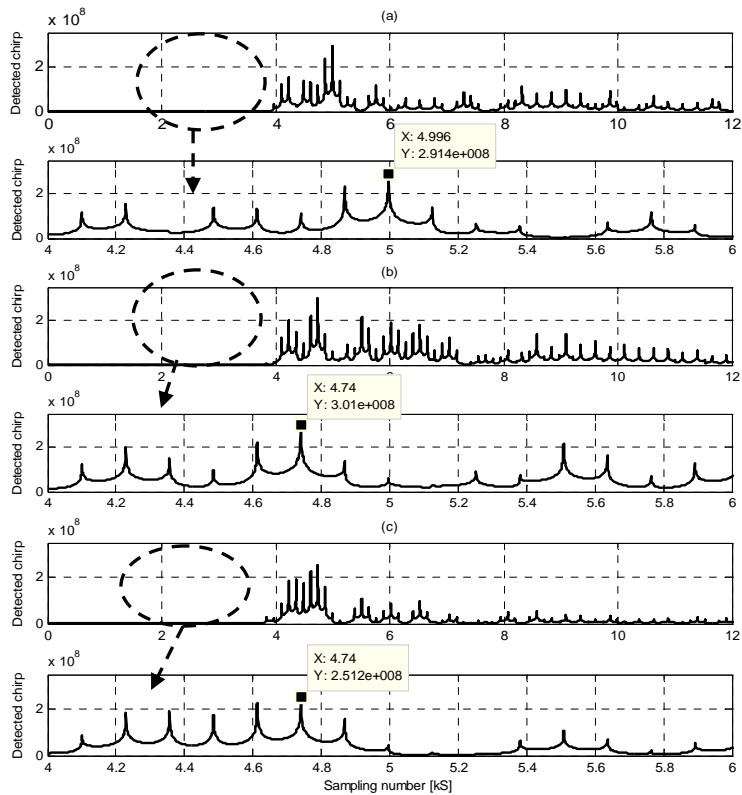 (a)
x 10^8
Detected chirp
2
0
0 2 4 6 8 10 12
X: 4.996
Y: 2.914e+008
x 10^8
Detected chirp
2
0
4 4.2 4.4 4.6 4.8 5 5.2 5.4 5.6 5.8 6
(b)
x 10^8
Detected chirp
2
0
0 2 4 6 8 10 12
X: 4.74
Y: 3.01e+008
x 10^8
Detected chirp
2
0
4 4.2 4.4 4.6 4.8 5 5.2 5.4 5.6 5.8 6
(c)
x 10^8
Detected chirp
2
0
0 2 4 6 8 10 12
X: 4.74
Y: 2.512e+008
x 10^8
Detected chirp
2
0
4 4.2 4.4 4.6 4.8 5 5.2 5.4 5.6 5.8 6
Sampling number [kS]